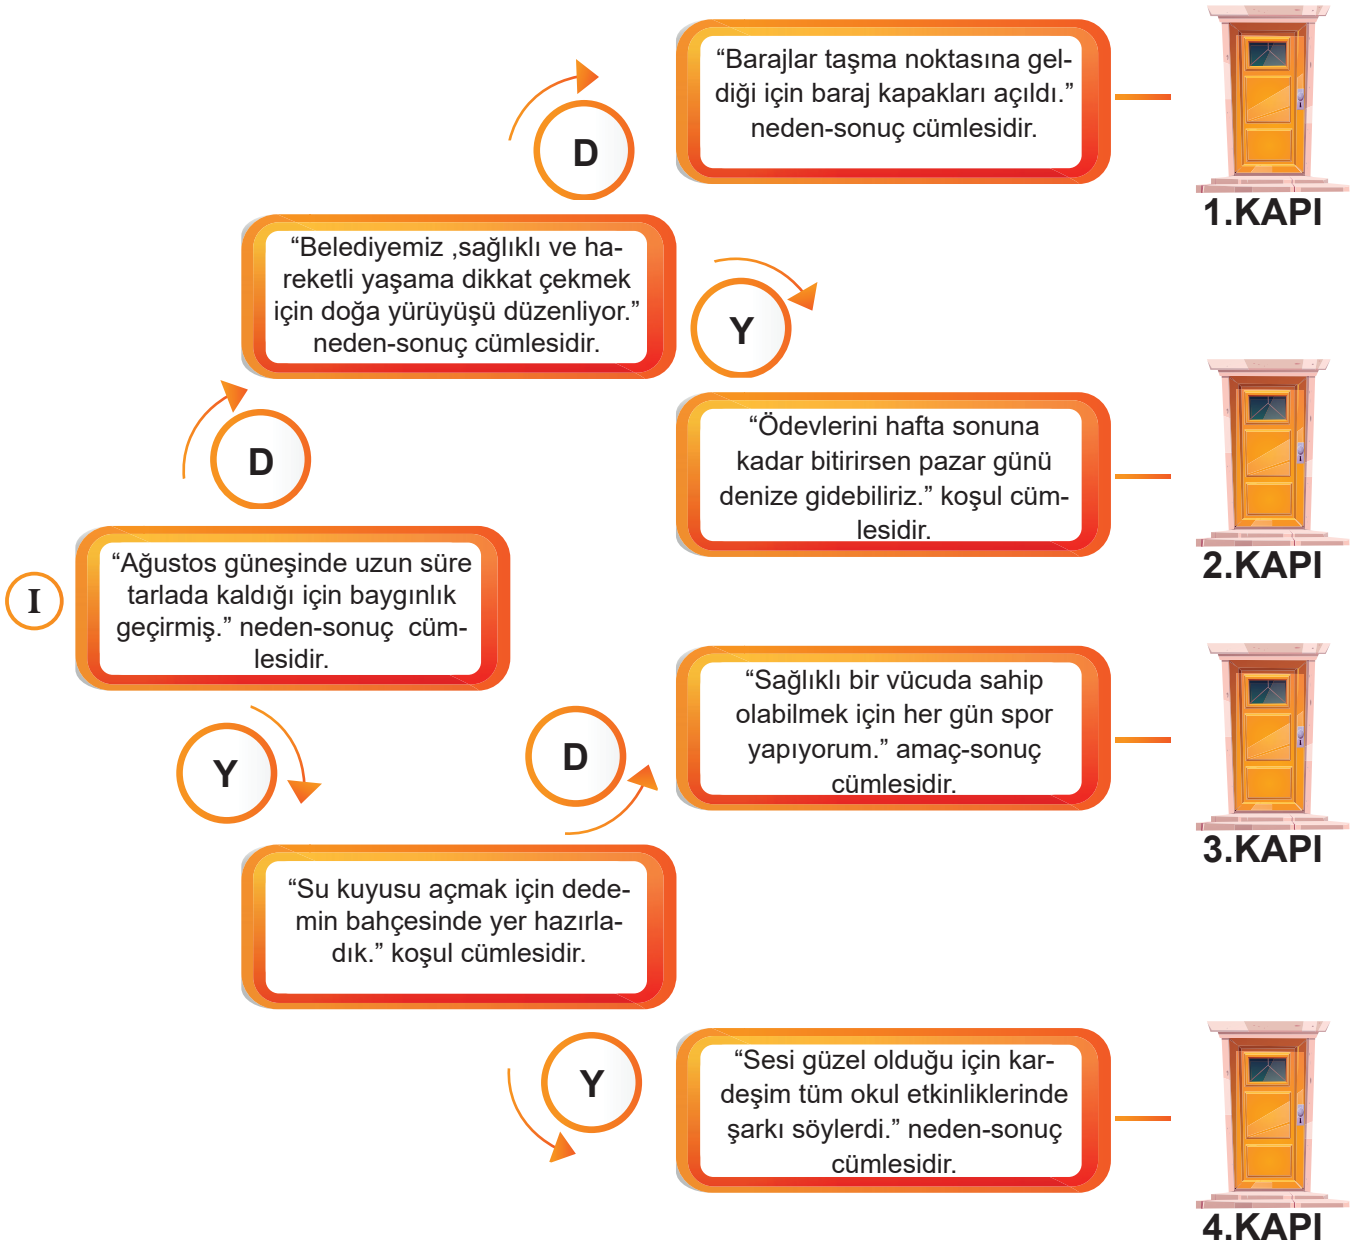 “Barajlar taşma noktasına gel-
diği için baraj kapakları açıldı.”
neden-sonuç cümlesidir.
D
1.KAPI
“Belediyemiz ,sağlıklı ve ha-
reketli yaşama dikkat çekmek
için doğa yürüyüşü düzenliyor.”
neden-sonuç cümlesidir.
Y
“Ödevlerini hafta sonuna
kadar bitirirsen pazar günü
denize gidebiliriz.” koşul cüm-
lesidir.
2.KAPI
D
I
“Ağustos güneşinde uzun süre
tarlada kaldığı için baygınlık
geçirmiş.” neden-sonuç  cüm-
lesidir.
Y
D
“Sağlıklı bir vücuda sahip
olabilmek için her gün spor
yapıyorum.” amaç-sonuç
cümlesidir.
3.KAPI
“Su kuyusu açmak için dede-
min bahçesinde yer hazırla-
dık.” koşul cümlesidir.
Y
“Sesi güzel olduğu için kar-
deşim tüm okul etkinliklerinde
şarkı söylerdi.” neden-sonuç
cümlesidir.
4.KAPI